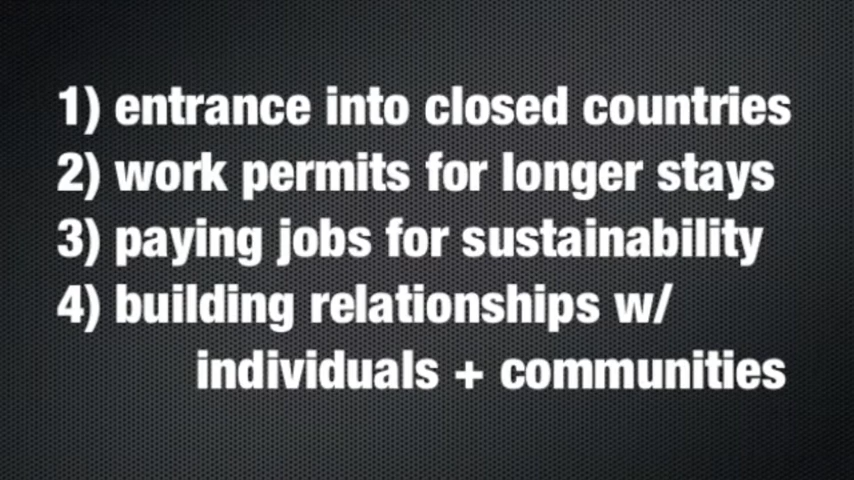 1) entrance into closed countries
2) work permits for longer stays
3) paying jobs for sustainability
4) building relationships w/
individuals + communities